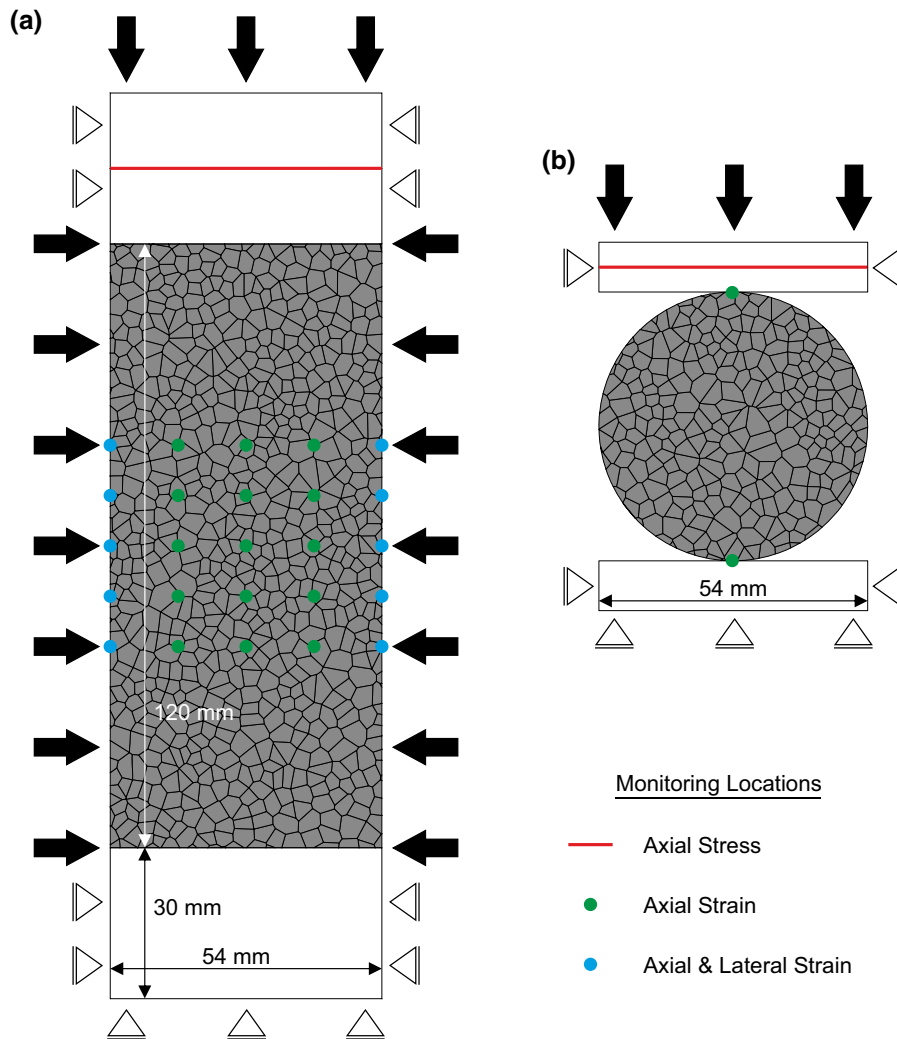 (a)
(b)
120 mm
30 mm
54 mm
54 mm
Monitoring Locations
Axial Stress
Axial Strain
Axial & Lateral Strain